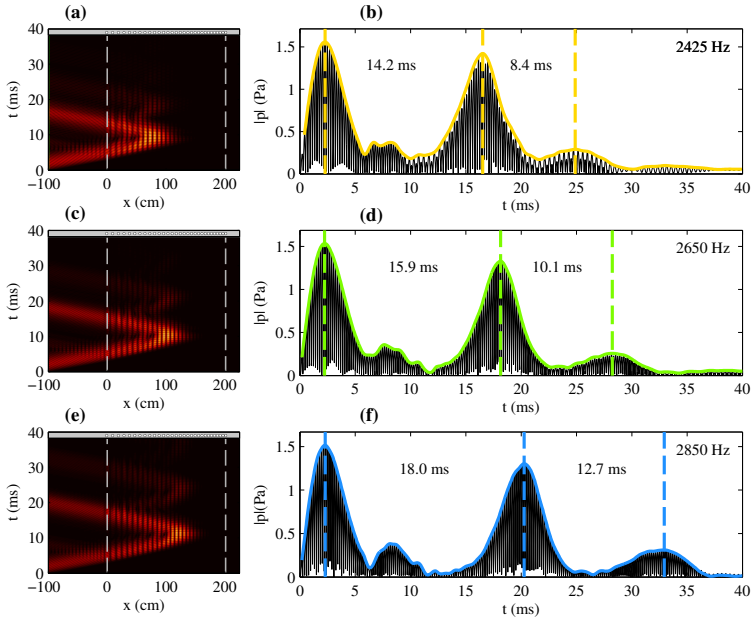 (a)
40
30
20
10
0
t (ms)
−100
0
100
200
x (cm)
(b)
1.5
1
0.5
0
|p| (Pa)
14.2 ms
8.4 ms
2425 Hz
0
5
10
15
20
25
30
35
40
t (ms)
(c)
40
30
20
10
0
t (ms)
−100
0
100
200
x (cm)
(d)
1.5
1
0.5
0
|p| (Pa)
15.9 ms
10.1 ms
2650 Hz
0
5
10
15
20
25
30
35
40
t (ms)
(e)
40
30
20
10
0
t (ms)
−100
0
100
200
x (cm)
(f)
1.5
1
0.5
0
|p|(Pa)
18.0 ms
12.7 ms
2850 Hz
0
5
10
15
20
25
30
35
40
t (ms)